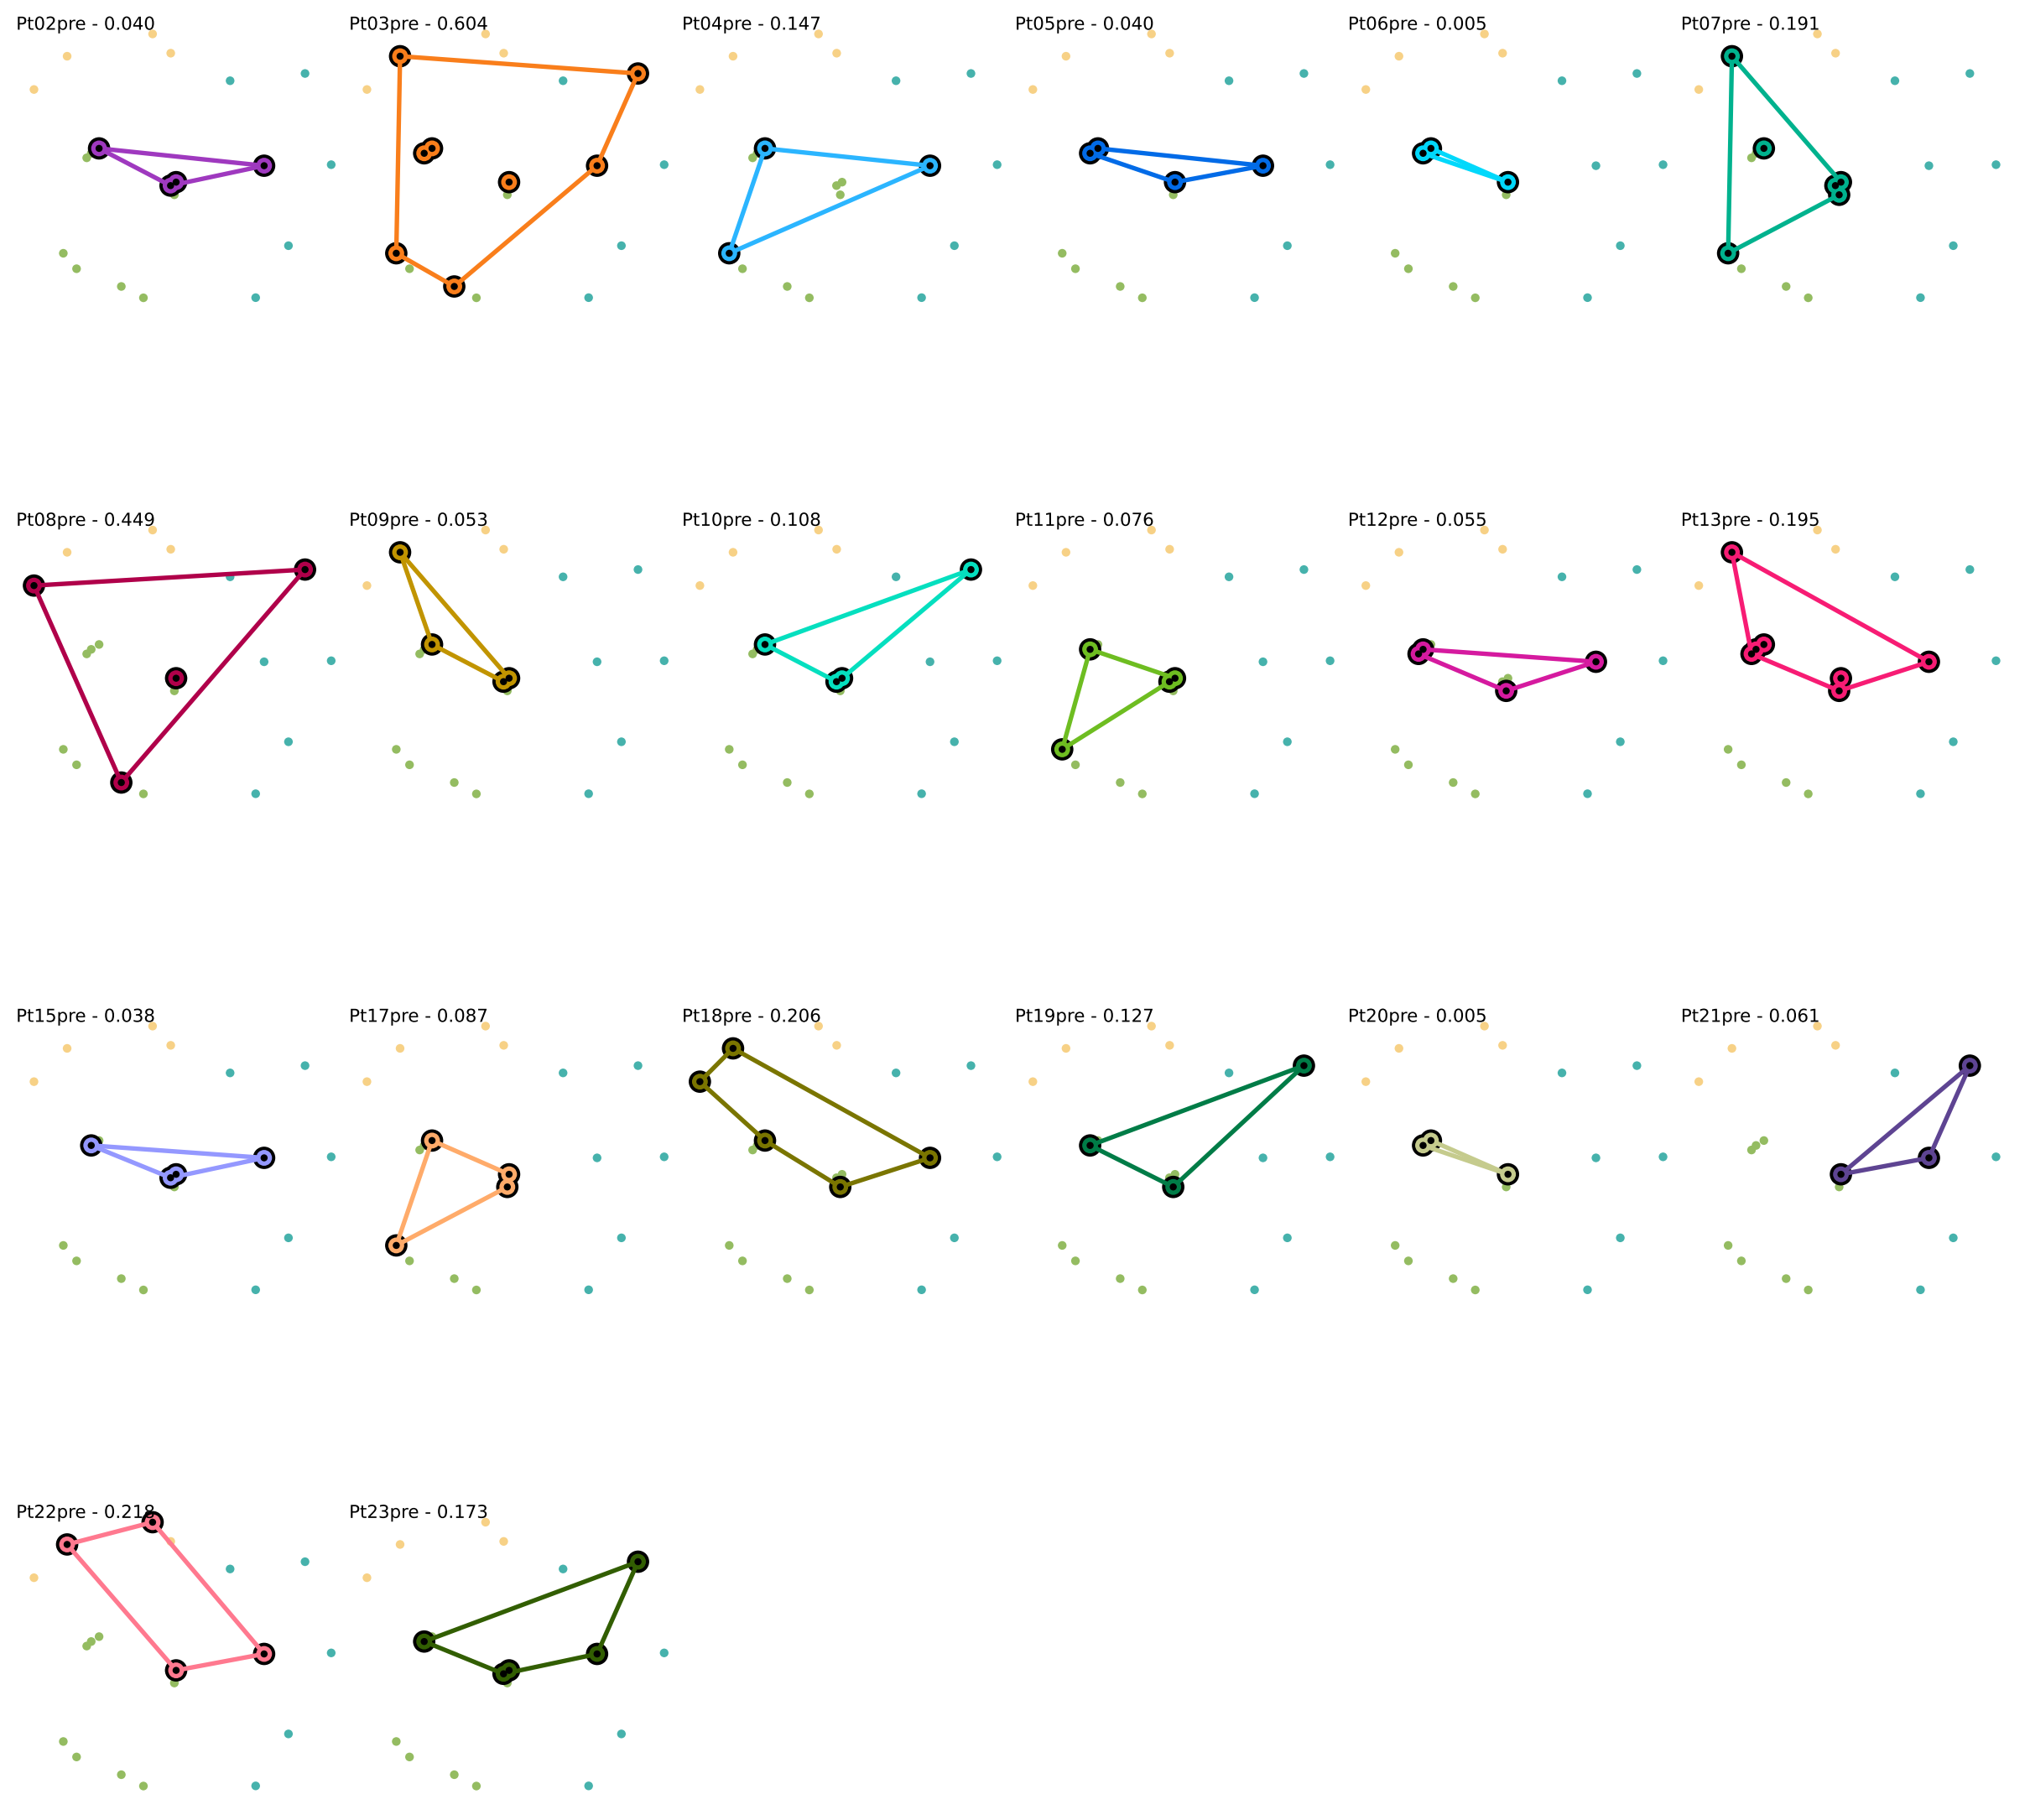 Pt02pre - 0.040
Pt03pre - 0.604
Pt04pre - 0.147
Pt05pre - 0.040
Pt06pre - 0.005
Pt07pre - 0.191
Pt08pre - 0.449
Pt09pre - 0.053
Pt10pre - 0.108
Pt11pre - 0.076
Pt12pre - 0.055
Pt13pre - 0.195
Pt15pre - 0.038
Pt17pre - 0.087
Pt18pre - 0.206
Pt19pre - 0.127
Pt20pre - 0.005
Pt21pre - 0.061
Pt22pre - 0.218
Pt23pre - 0.173